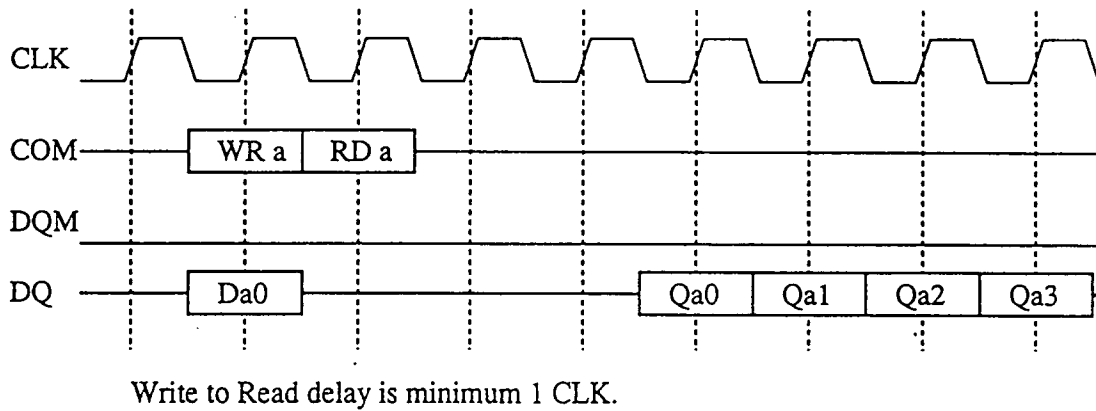 CLK
COM WR a RD a
DQM
DQ Da0 Qa0 Qa1 Qa2 Qa3
Write to Read delay is minimum 1 CLK.